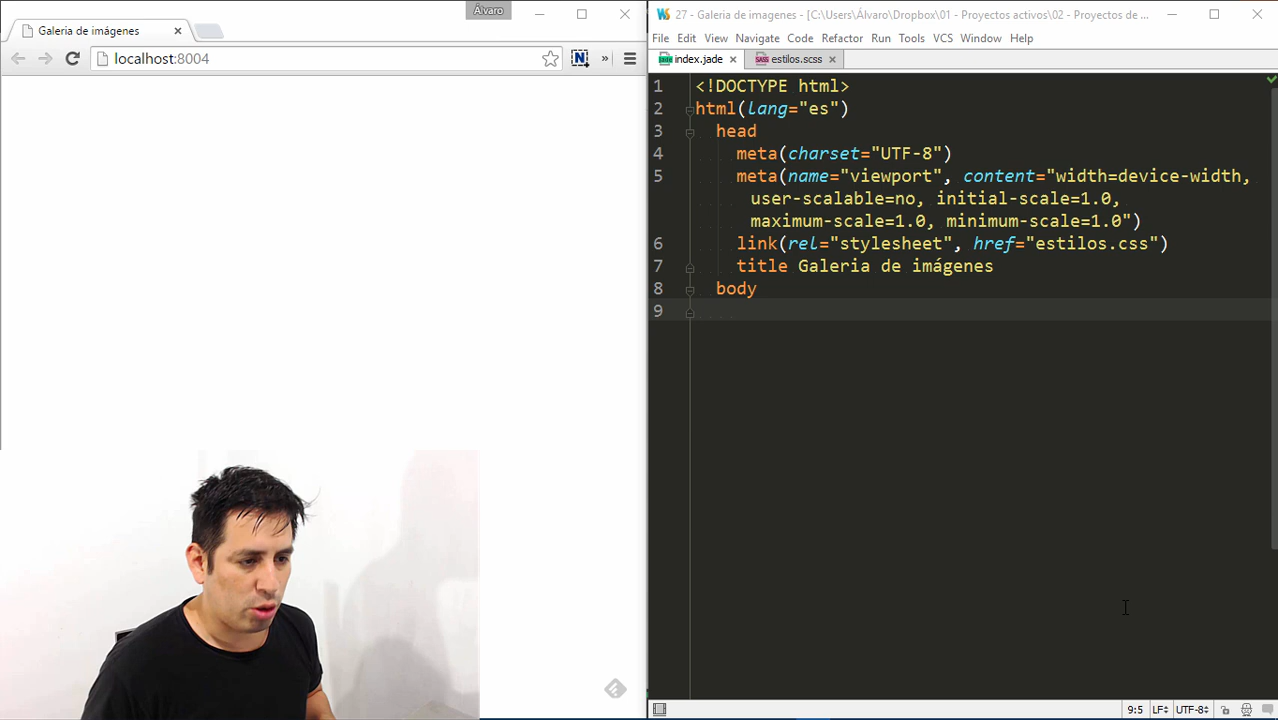 Álvaro
Galeria de imágenes
localhost:8004
N
»
WS 27 - Galeria de imagenes - [C:\Users\Álvaro\Dropbox\01 - Proyectos activos\02 - Proyectos de ...
File Edit View Navigate Code Refactor Run Tools VCS Window Help
jade index.jade
SASS estilos.scss
1 <!DOCTYPE html>
2 html(lang="es")
3 head
4 meta(charset="UTF-8")
5 meta(name="viewport", content="width=device-width,
user-scalable=no, initial-scale=1.0,
maximum-scale=1.0, minimum-scale=1.0")
6 link(rel="stylesheet", href="estilos.css")
7 title Galeria de imágenes
8 body
9
9:5 LF UTF-8